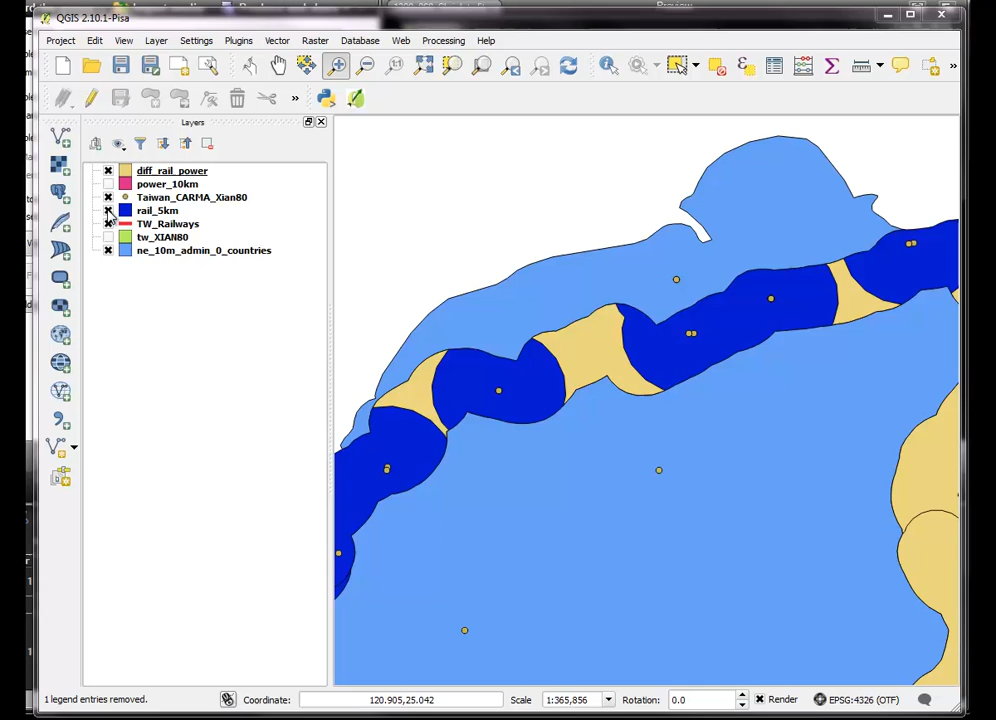 QGIS 2.10.1-Pisa
Project Edit View Layer Settings Plugins Vector Raster Database Web Processing Help
Layers
diff_rail_power
power_10km
Taiwan_CARMA_Xian80
rail_5km
TW_Railways
tw_XIAN80
ne_10m_admin_0_countries
1 legend entries removed.
Coordinate: 120.905,25.042 Scale 1:365,856 Rotation: 0.0 Render EPSG:4326 (OTF)